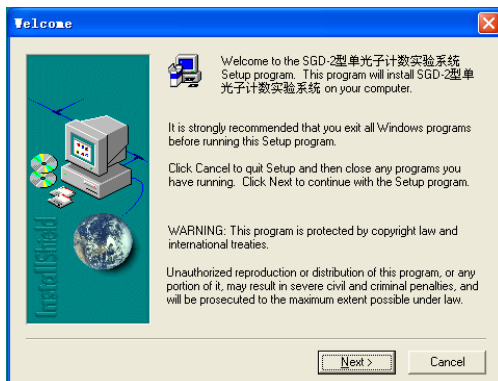 Welcome
Welcome to the SGD-2型单光子计数实验系统
Setup program. This program will install SGD-2型单
光子计数实验系统 on your computer.
It is strongly recommended that you exit all Windows programs
before running this Setup program.
Click Cancel to quit Setup and then close any programs you
have running. Click Next to continue with the Setup program.
WARNING: This program is protected by copyright law and
international treaties.
Unauthorized reproduction or distribution of this program, or any
portion of it, may result in severe civil and criminal penalties, and
will be prosecuted to the maximum extent possible under law.
InstallShield
Next >
Cancel